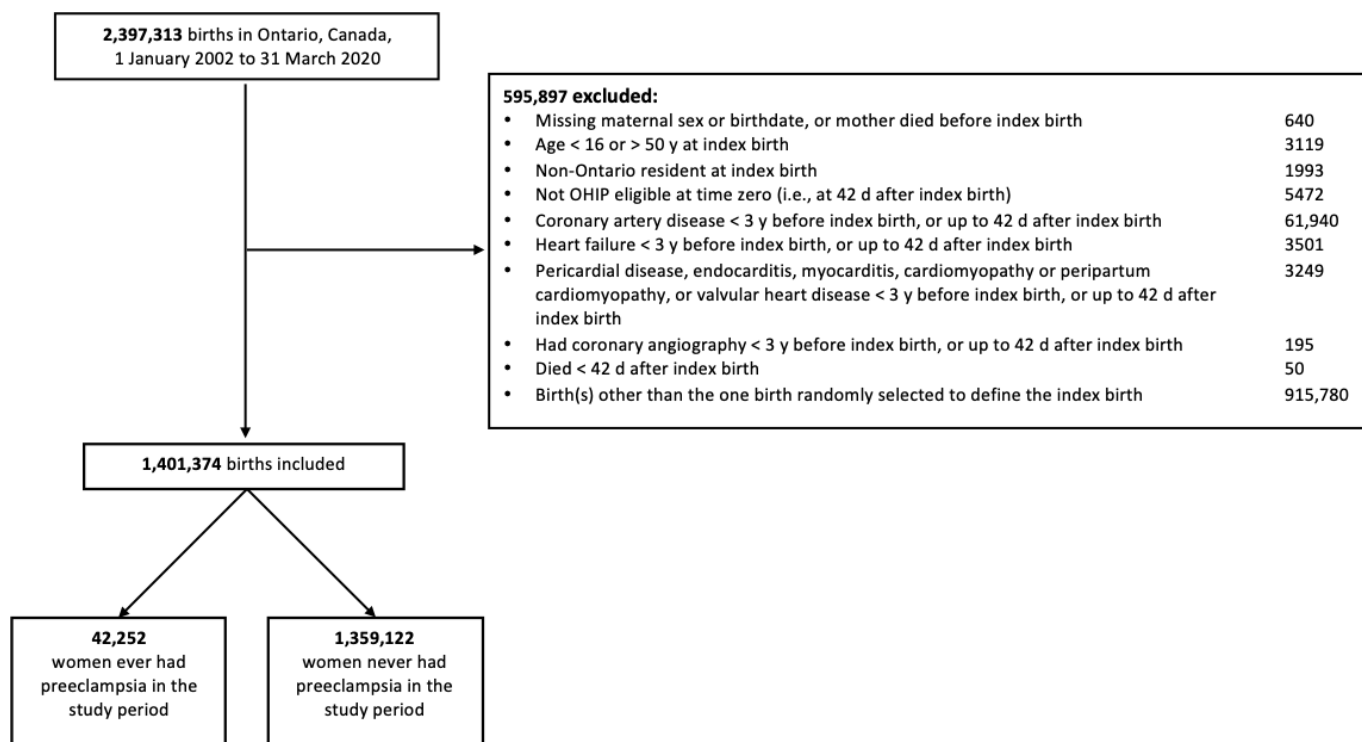 2,397,313 births in Ontario, Canada,
1 January 2002 to 31 March 2020
595,897 excluded:
• Missing maternal sex or birthdate, or mother died before index birth 640
• Age < 16 or > 50 y at index birth 3119
• Non-Ontario resident at index birth 1993
• Not OHIP eligible at time zero (i.e., at 42 d after index birth) 5472
• Coronary artery disease < 3 y before index birth, or up to 42 d after index birth 61,940
• Heart failure < 3 y before index birth, or up to 42 d after index birth 3501
• Pericardial disease, endocarditis, myocarditis, cardiomyopathy or peripartum 3249
cardiomyopathy, or valvular heart disease < 3 y before index birth, or up to 42 d after
index birth
• Had coronary angiography < 3 y before index birth, or up to 42 d after index birth 195
• Died < 42 d after index birth 50
• Birth(s) other than the one birth randomly selected to define the index birth 915,780
1,401,374 births included
42,252
women ever had
preeclampsia in the
study period
1,359,122
women never had
preeclampsia in the
study period